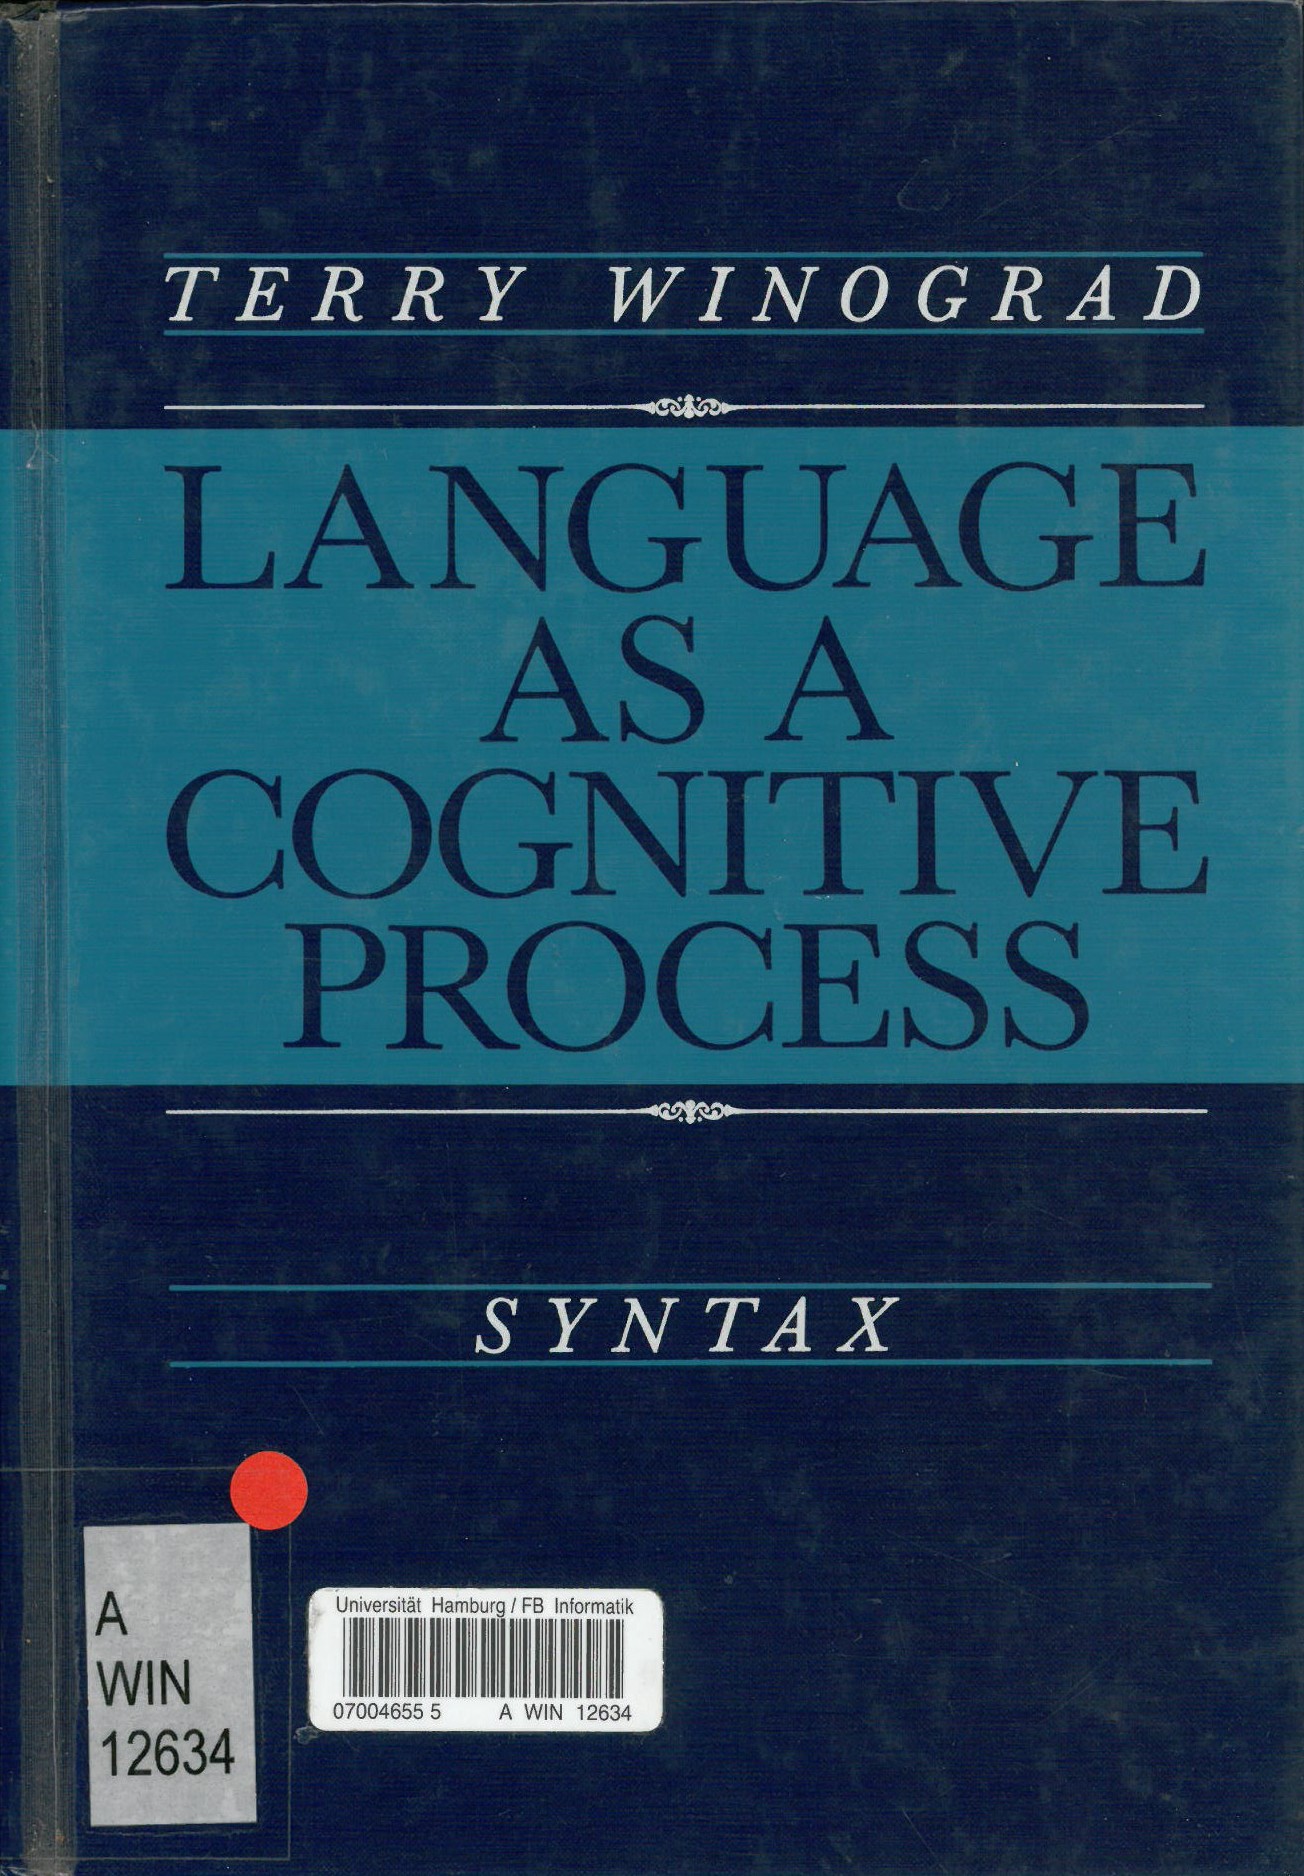 TERRY WINOGRAD
LANGUAGE
AS A
COGNITIVE
PROCESS
SYNTAX
A
WIN
12634
Universität Hamburg / FB Informatik
07004655 5 A WIN 12634